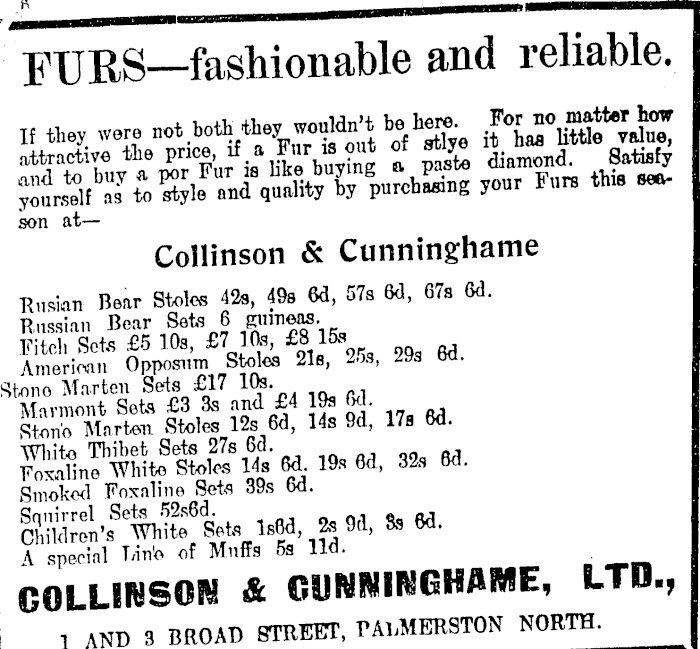 FURS—fashionable and reliable.
If they were not both they wouldn't be here. For no matter how
attractive the price, if a Fur is out of stlye it has little value,
and to buy a por Fur is like buying a paste diamond. Satisfy
yourself as to style and quality by purchasing your Furs this sea-
son at—
Collinson & Cunninghame
Rusian Bear Stoles 42s, 49s 6d, 57s 6d, 67s 6d.
Russian Bear Sets 6 guineas.
Fitch Sets £5 10s, £7 10s, £8 15s
American Opposum Stoles 21s, 25s, 29s 6d.
Stone Marten Sets £17 10s.
Marmont Sets £3 3s and £4 19s 6d.
Stone Marten Stoles 12s 6d, 14s 9d, 17s 6d.
White Thibet Sets 27s 6d.
Foxaline White Stoles 14s 6d. 19s 6d, 32s 6d.
Smoked Foxaline Sets 39s 6d.
Squirrel Sets 52s6d.
Children's White Sets 1s6d, 2s 9d, 3s 6d.
A special Line of Muffs 5s 11d.
COLLINSON & CUNNINGHAME, LTD.,
1 AND 3 BROAD STREET, PALMERSTON NORTH.